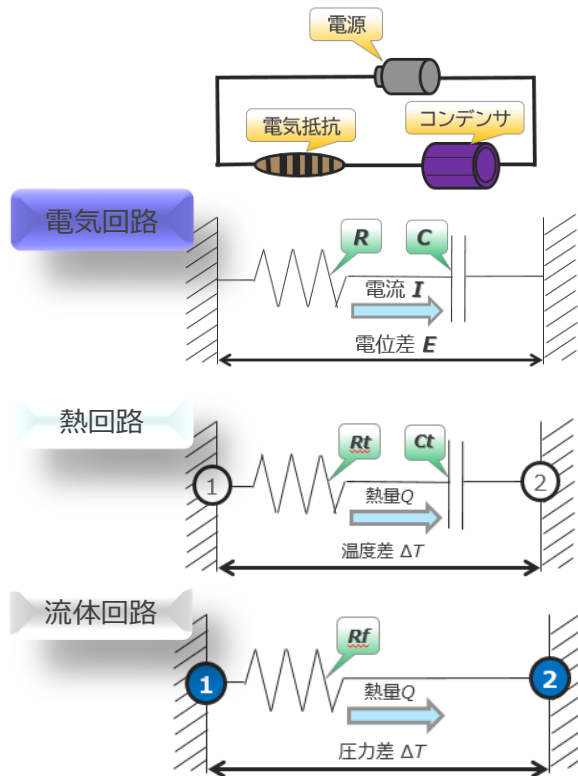 電源
電気抵抗
コンデンサ
電気回路
R
C
電流 I
電位差 E
熱回路
Rt
Ct
1
2
熱量Q
温度差 ΔT
流体回路
Rf
1
2
熱量Q
圧力差 ΔT